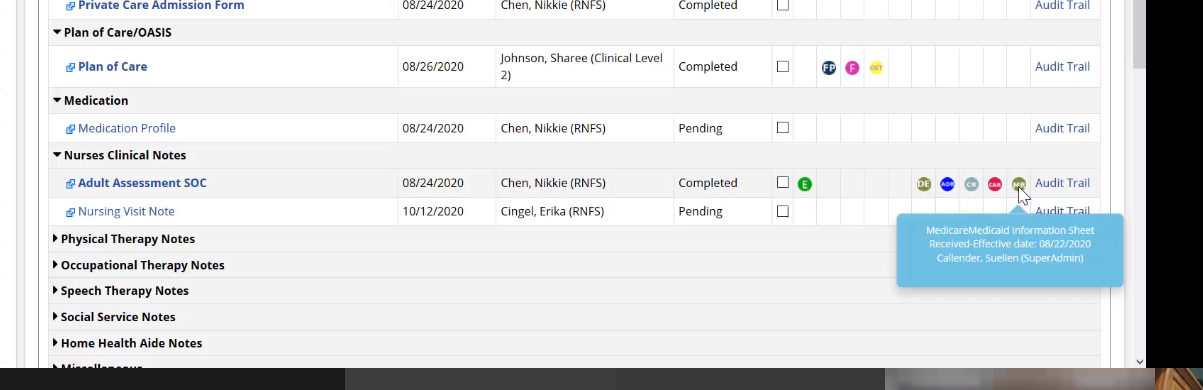 Private Care Admission Form 08/24/2020 Chen, Nikkie (RNFS) Completed Audit Trail
Plan of Care/OASIS
Plan of Care 08/26/2020 Johnson, Sharee (Clinical Level 2) Completed FP F Audit Trail
Medication
Medication Profile 08/24/2020 Chen, Nikkie (RNFS) Pending Audit Trail
Nurses Clinical Notes
Adult Assessment SOC 08/24/2020 Chen, Nikkie (RNFS) Completed E DE ADR CR CAR Audit Trail
Nursing Visit Note 10/12/2020 Cingel, Erika (RNFS) Pending Audit Trail
MedicareMedicaid Information Sheet
Received-Effective date: 08/22/2020
Callender, Suellen (SuperAdmin)
Physical Therapy Notes
Occupational Therapy Notes
Speech Therapy Notes
Social Service Notes
Home Health Aide Notes
Miscellaneous